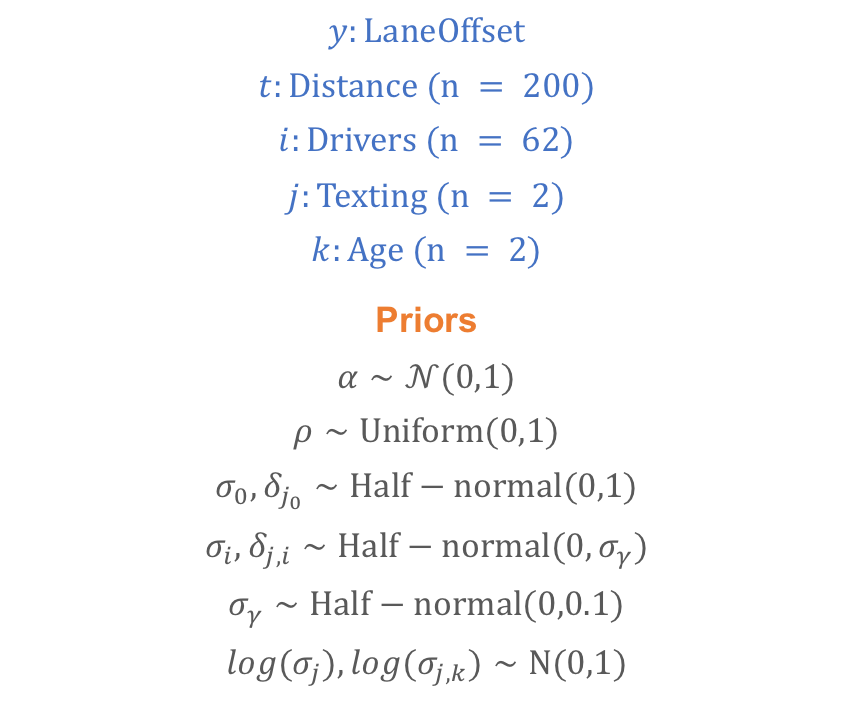 y: LaneOffset
t: Distance (n = 200)
i: Drivers (n = 62)
j: Texting (n = 2)
k: Age (n = 2)
Priors
α ~ 𝒩(0,1)
ρ ~ Uniform(0,1)
σ₀, δ_{j₀} ~ Half − normal(0,1)
σ_i, δ_{j,i} ~ Half − normal(0, σ_γ)
σ_γ ~ Half − normal(0,0.1)
log(σ_j), log(σ_{j,k}) ~ N(0,1)